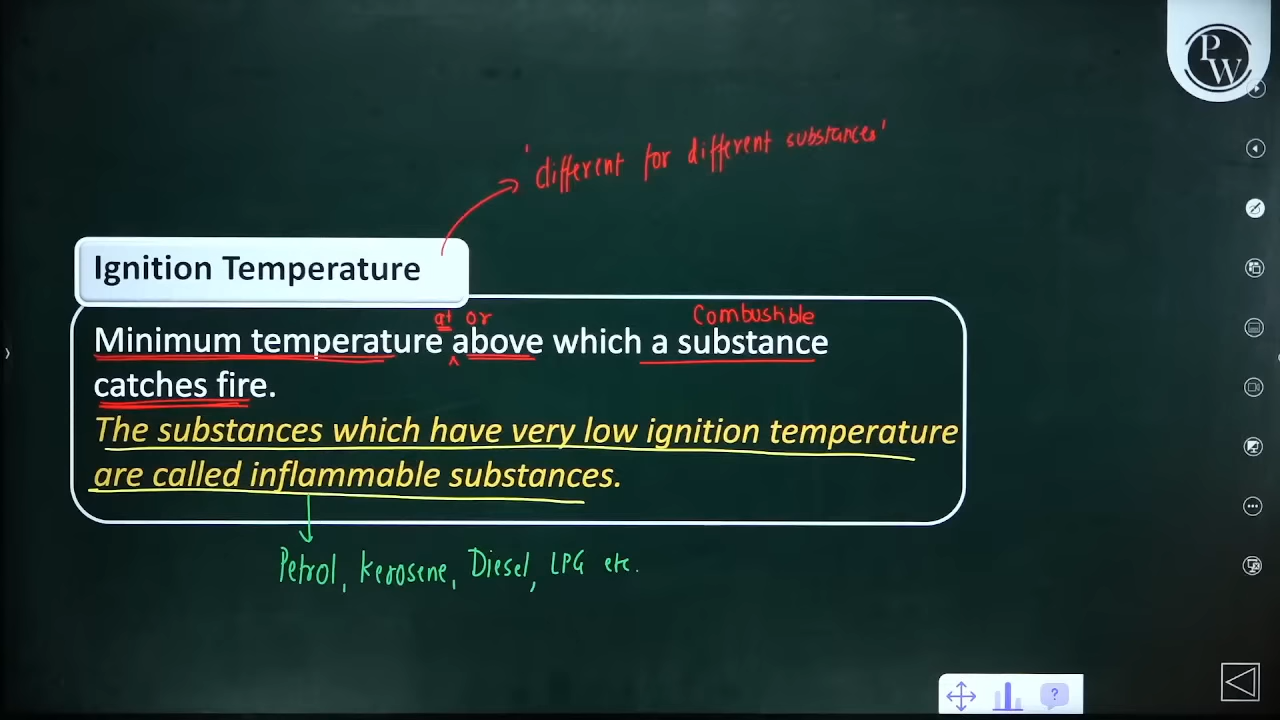 PW
'different for different substances'
Ignition Temperature
at or
Combustible
Minimum temperature above which a substance
catches fire.
The substances which have very low ignition temperature
are called inflammable substances.
Petrol, Kerosene, Diesel, LPG etc.